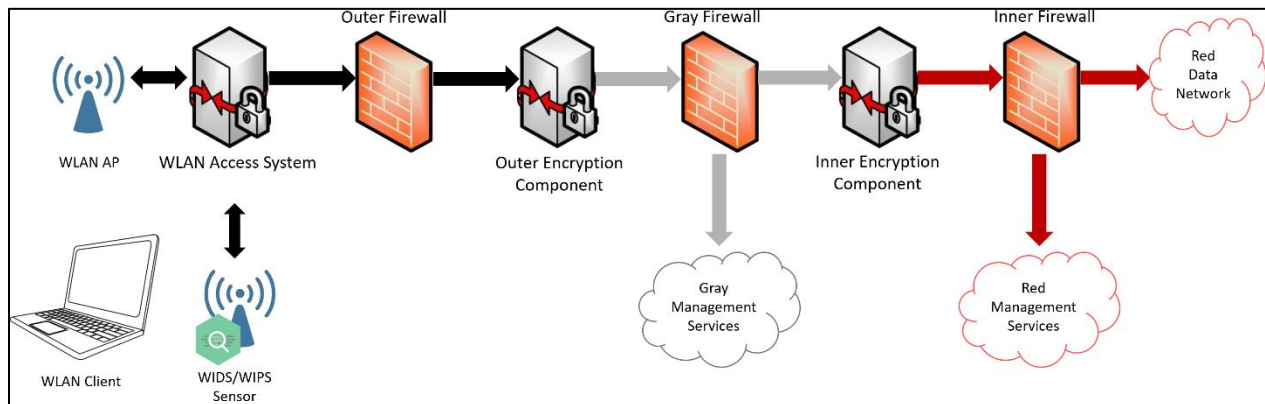 Outer Firewall
Gray Firewall
Inner Firewall
Red
Data
Network
WLAN AP
WLAN Access System
Outer Encryption
Component
Inner Encryption
Component
Gray
Management
Services
Red
Management
Services
WLAN Client
WIDS/WIPS
Sensor